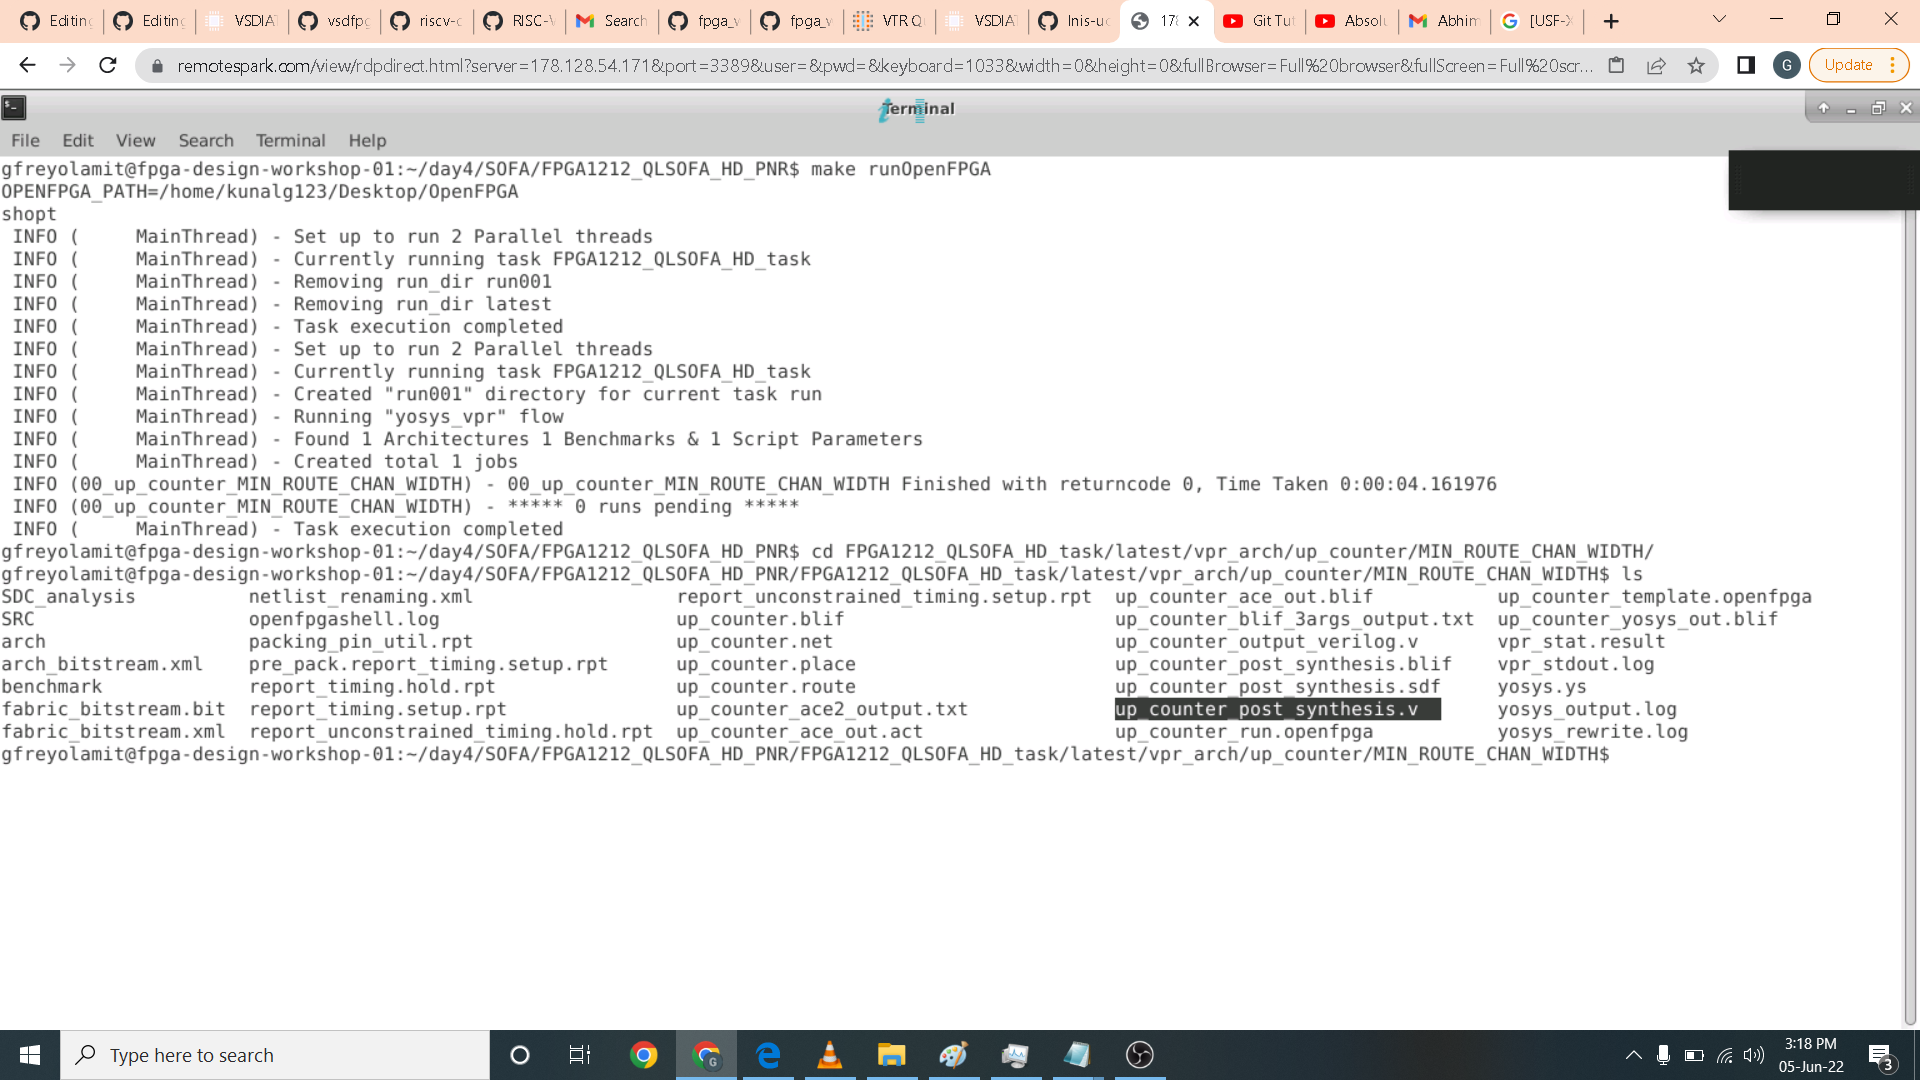 Editing
Editing
VSDIA
vsdfpg
riscv-c
RISC-V
Search
fpga_v
fpga_v
VTR Q
VSDIA
lnis-uc
178
Git Tut
Absolu
Abhim
[USF-X
remotespark.com/view/rdpdirect.html?server=178.128.54.171&port=3389&user=&pwd=&keyboard=1033&width=0&height=0&fullBrowser=Full%20browser&fullScreen=Full%20scr...
G
Update
Terminal
File Edit View Search Terminal Help
gfreyolamit@fpga-design-workshop-01:~/day4/SOFA/FPGA1212_QLSOFA_HD_PNR$ make runOpenFPGA
OPENFPGA_PATH=/home/kunalg123/Desktop/OpenFPGA
shopt
INFO (     MainThread) - Set up to run 2 Parallel threads
INFO (     MainThread) - Currently running task FPGA1212_QLSOFA_HD_task
INFO (     MainThread) - Removing run_dir run001
INFO (     MainThread) - Removing run_dir latest
INFO (     MainThread) - Task execution completed
INFO (     MainThread) - Set up to run 2 Parallel threads
INFO (     MainThread) - Currently running task FPGA1212_QLSOFA_HD_task
INFO (     MainThread) - Created "run001" directory for current task run
INFO (     MainThread) - Running "yosys_vpr" flow
INFO (     MainThread) - Found 1 Architectures 1 Benchmarks & 1 Script Parameters
INFO (     MainThread) - Created total 1 jobs
INFO (00_up_counter_MIN_ROUTE_CHAN_WIDTH) - 00_up_counter_MIN_ROUTE_CHAN_WIDTH Finished with returncode 0, Time Taken 0:00:04.161976
INFO (00_up_counter_MIN_ROUTE_CHAN_WIDTH) - ***** 0 runs pending *****
INFO (     MainThread) - Task execution completed
gfreyolamit@fpga-design-workshop-01:~/day4/SOFA/FPGA1212_QLSOFA_HD_PNR$ cd FPGA1212_QLSOFA_HD_task/latest/vpr_arch/up_counter/MIN_ROUTE_CHAN_WIDTH/
gfreyolamit@fpga-design-workshop-01:~/day4/SOFA/FPGA1212_QLSOFA_HD_PNR/FPGA1212_QLSOFA_HD_task/latest/vpr_arch/up_counter/MIN_ROUTE_CHAN_WIDTH$ ls
SDC_analysis netlist_renaming.xml report_unconstrained_timing.setup.rpt up_counter_ace_out.blif up_counter_template.openfpga
SRC openfpgashell.log up_counter.blif up_counter_blif_3args_output.txt up_counter_yosys_out.blif
arch packing_pin_util.rpt up_counter.net up_counter_output_verilog.v vpr_stat.result
arch_bitstream.xml pre_pack.report_timing.setup.rpt up_counter.place up_counter_post_synthesis.blif vpr_stdout.log
benchmark report_timing.hold.rpt up_counter.route up_counter_post_synthesis.sdf yosys.ys
fabric_bitstream.bit report_timing.setup.rpt up_counter_ace2_output.txt up_counter_post_synthesis.v yosys_output.log
fabric_bitstream.xml report_unconstrained_timing.hold.rpt up_counter_ace_out.act up_counter_run.openfpga yosys_rewrite.log
gfreyolamit@fpga-design-workshop-01:~/day4/SOFA/FPGA1212_QLSOFA_HD_PNR/FPGA1212_QLSOFA_HD_task/latest/vpr_arch/up_counter/MIN_ROUTE_CHAN_WIDTH$
Type here to search
G
3:18 PM
05-Jun-22
3